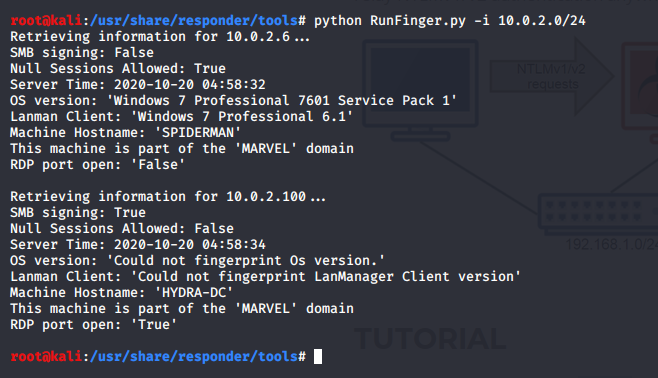 root@kali:/usr/share/responder/tools# python RunFinger.py -i 10.0.2.0/24
Retrieving information for 10.0.2.6...
SMB signing: False
Null Sessions Allowed: True
Server Time: 2020-10-20 04:58:32
OS version: 'Windows 7 Professional 7601 Service Pack 1'
Lanman Client: 'Windows 7 Professional 6.1'
Machine Hostname: 'SPIDERMAN'
This machine is part of the 'MARVEL' domain
RDP port open: 'False'
Retrieving information for 10.0.2.100...
SMB signing: True
Null Sessions Allowed: False
Server Time: 2020-10-20 04:58:34
OS version: 'Could not fingerprint Os version.'
Lanman Client: 'Could not fingerprint LanManager Client version'
Machine Hostname: 'HYDRA-DC'
This machine is part of the 'MARVEL' domain
RDP port open: 'True'
root@kali:/usr/share/responder/tools#
NTLMv1/v2
requests
192.168.1.0/24
TUTORIAL